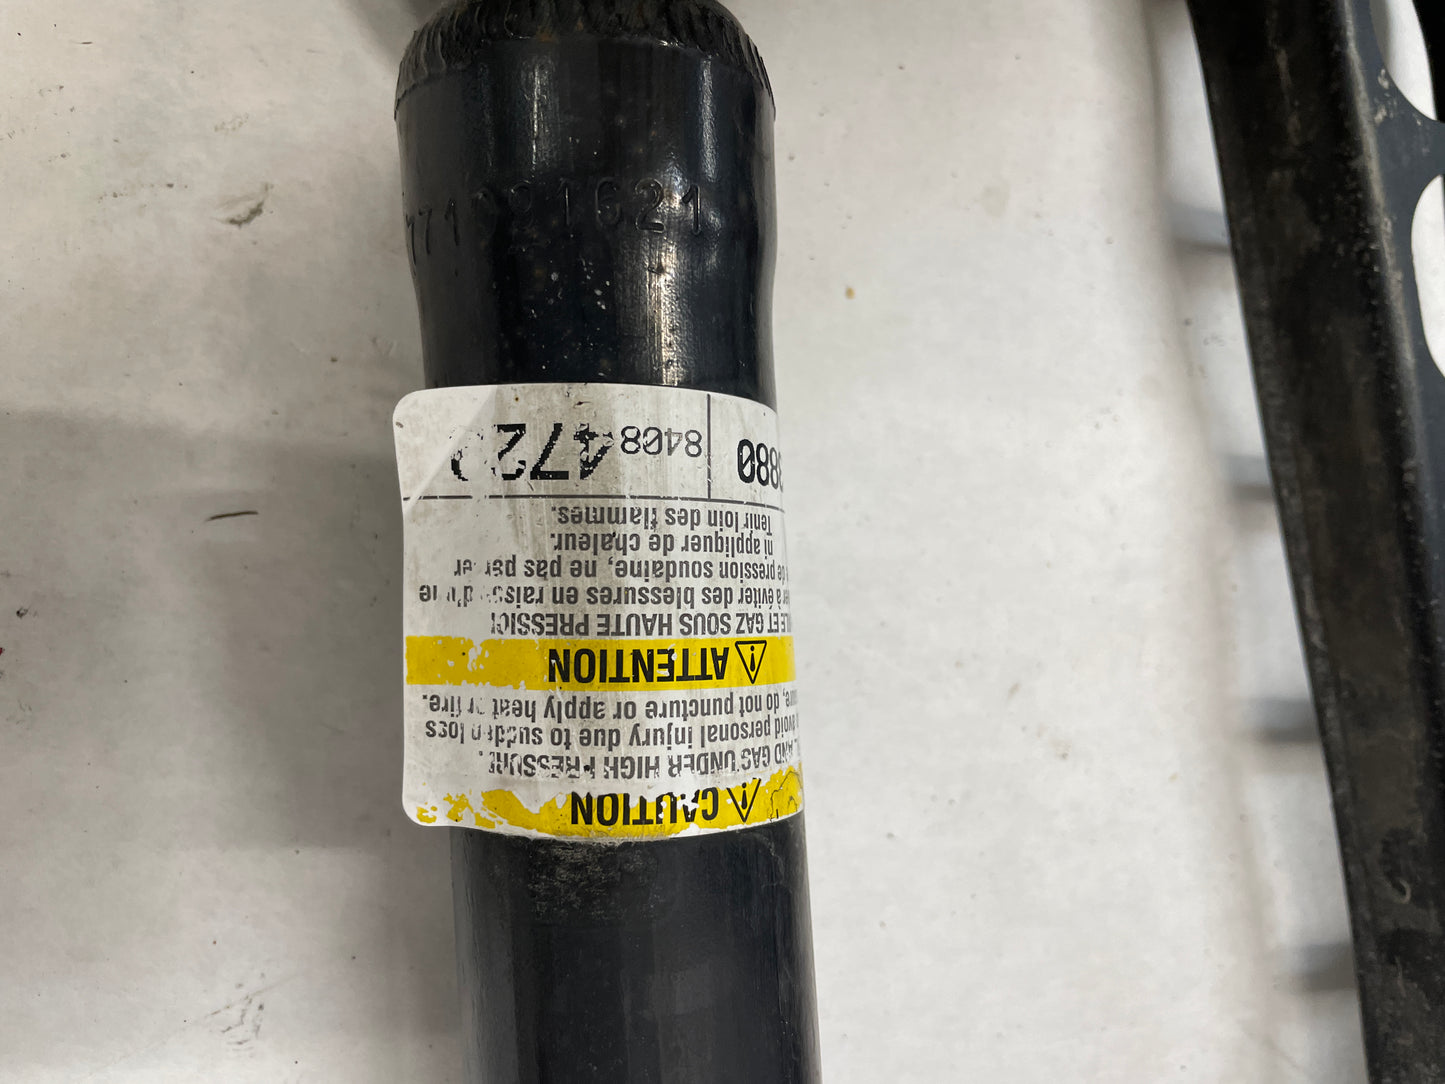 CAUTION
AND GAS UNDER HIGH PRESSURE
avoid personal injury due to sudden loss
do not puncture or apply heat or fire.
ATTENTION
ET GAZ SOUS HAUTE PRESSION
à éviter des blessures en raison d'une
de pression soudaine, ne pas percer
ni appliquer de chaleur.
Tenir loin des flammes.
880 8408 472